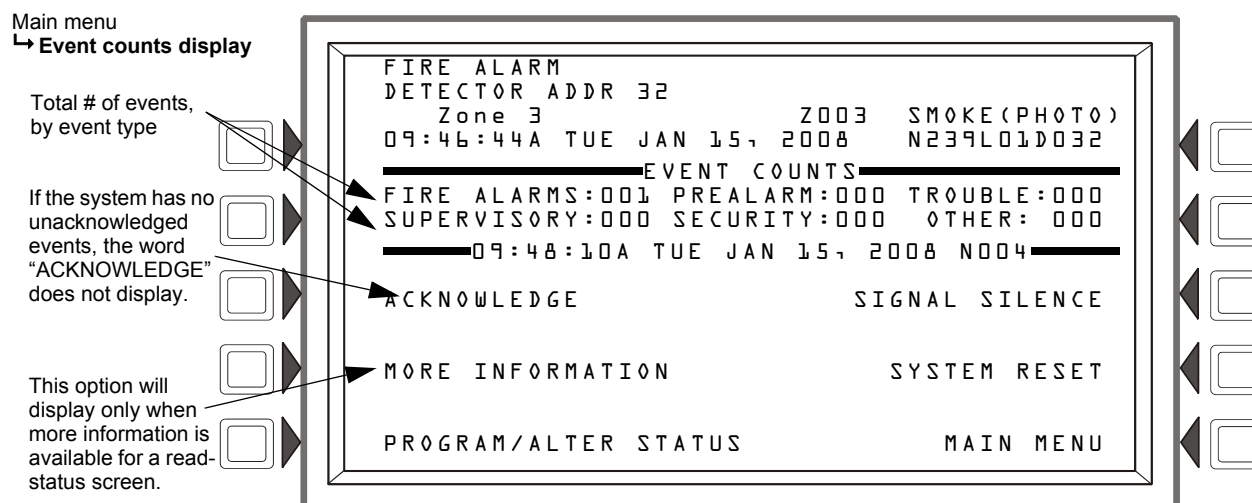 Main menu
Event counts display
Total # of events,
by event type
If the system has no
unacknowledged
events, the word
“ACKNOWLEDGE”
does not display.
This option will
display only when
more information is
available for a read-
status screen.
FIRE ALARM
DETECTOR ADDR 32
Zone 3 Z003 SMOKE(PHOTO)
09:46:44A TUE JAN 15, 2008 N239L01D032
EVENT COUNTS
FIRE ALARMS:001 PREALARM:000 TROUBLE:000
SUPERVISORY:000 SECURITY:000 OTHER: 000
09:48:10A TUE JAN 15, 2008 N004
ACKNOWLEDGE SIGNAL SILENCE
MORE INFORMATION SYSTEM RESET
PROGRAM/ALTER STATUS MAIN MENU